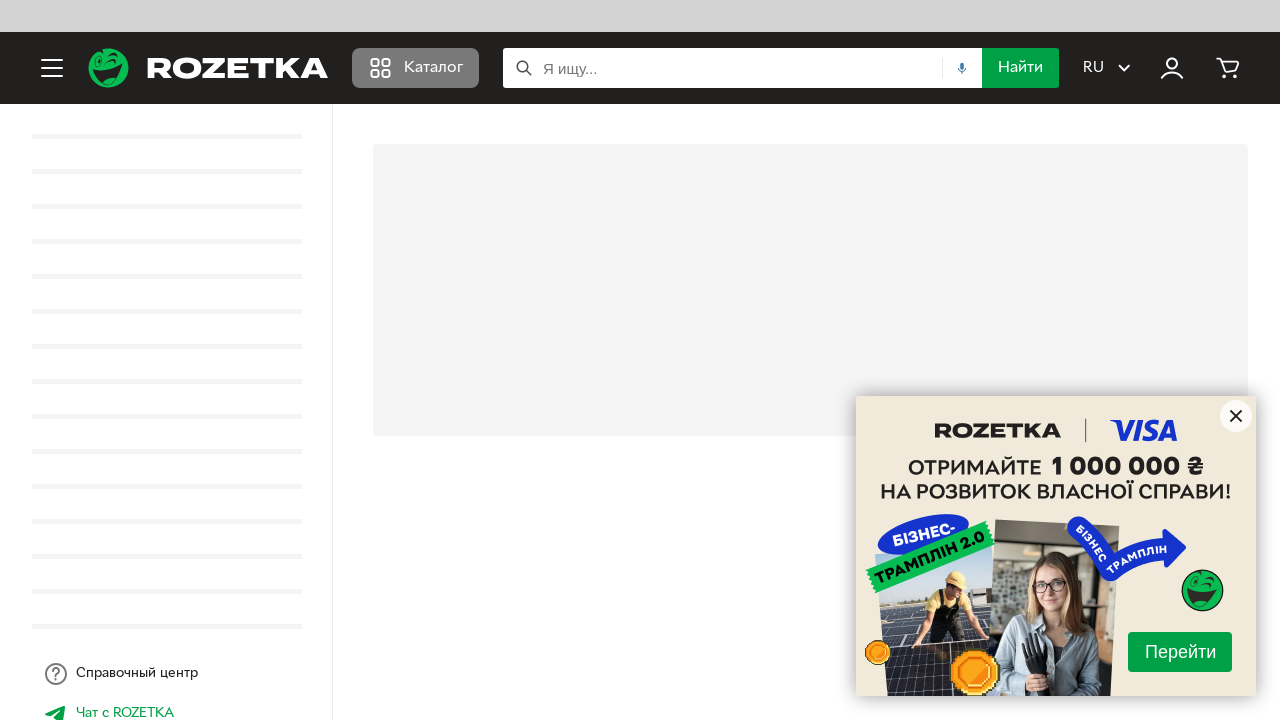 ROZETKA
Каталог
Я ищу...
Найти
RU
ROZETKA
VISA
ОТРИМАЙТЕ 1 000 000 ₴
НА РОЗВИТОК ВЛАСНОЇ СПРАВИ!
БІЗНЕС-
ТРАМПЛІН 2.0
БІЗНЕС
ТРАМПЛІН
Перейти
Справочный центр
Чат с ROZETKA